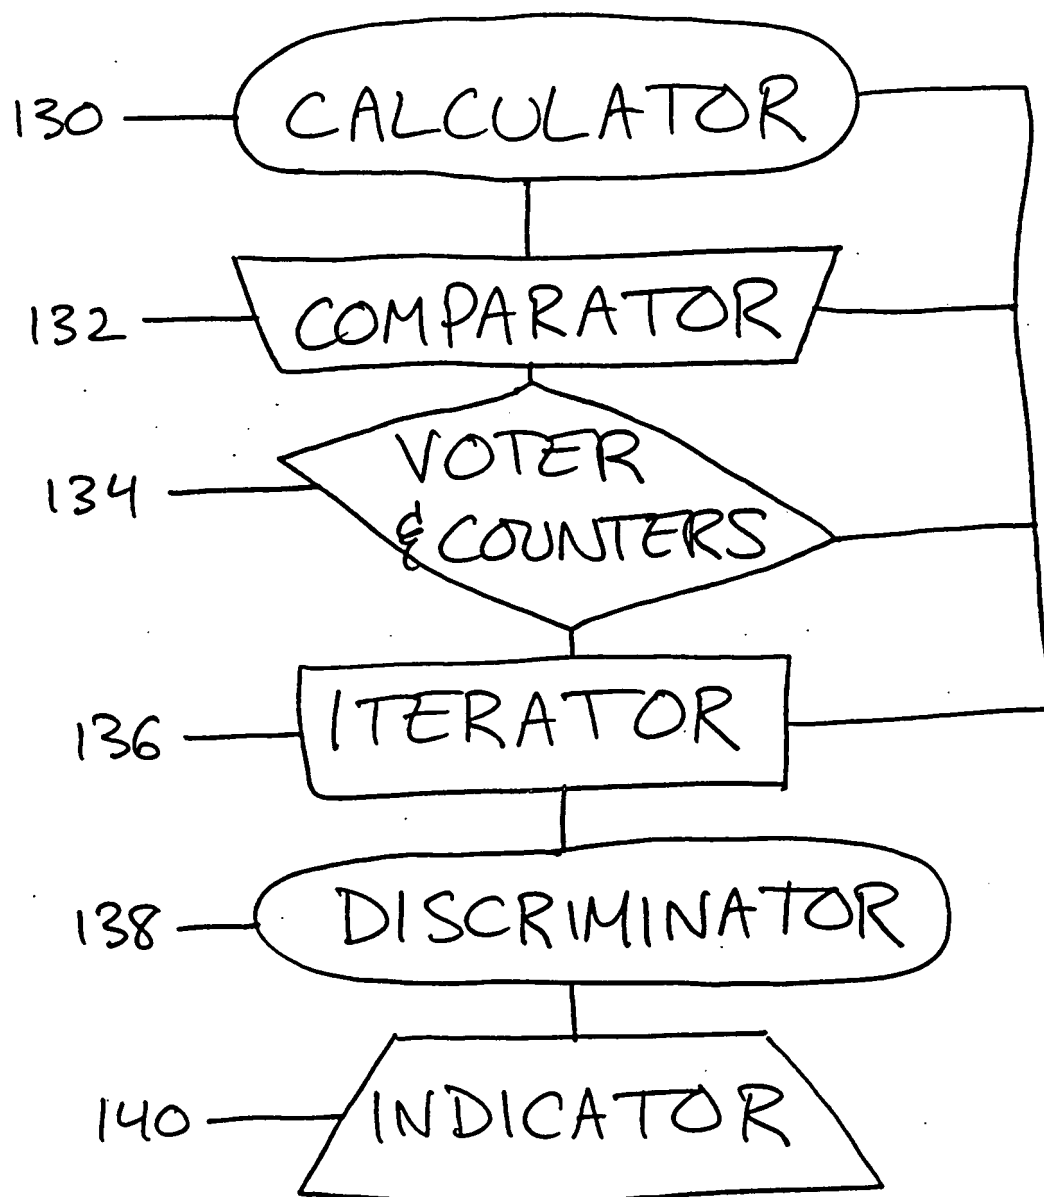 130 CALCULATOR
132 COMPARATOR
134 VOTER
& COUNTERS
136 ITERATOR
138 DISCRIMINATOR
140 INDICATOR